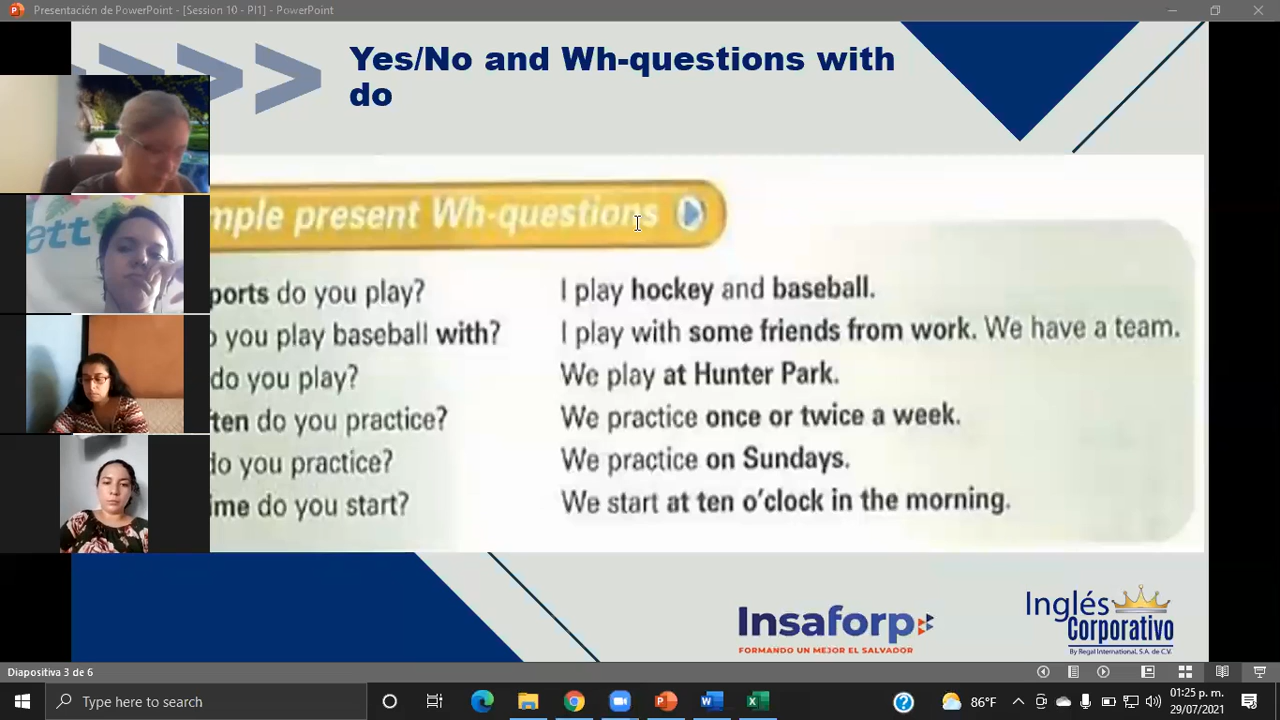 Presentación de PowerPoint - [Session 10 - PI1] - PowerPoint
Yes/No and Wh-questions with
do
ett
mple present Wh-questions
ports do you play? I play hockey and baseball.
o you play baseball with? I play with some friends from work. We have a team.
do you play? We play at Hunter Park.
ten do you practice? We practice once or twice a week.
do you practice? We practice on Sundays.
ime do you start? We start at ten o'clock in the morning.
Insaforp
FORMANDO UN MEJOR EL SALVADOR
Inglés
Corporativo
By Regal International, S.A. de C.V.
Diapositiva 3 de 6
Type here to search
86°F
01:25 p. m.
29/07/2021